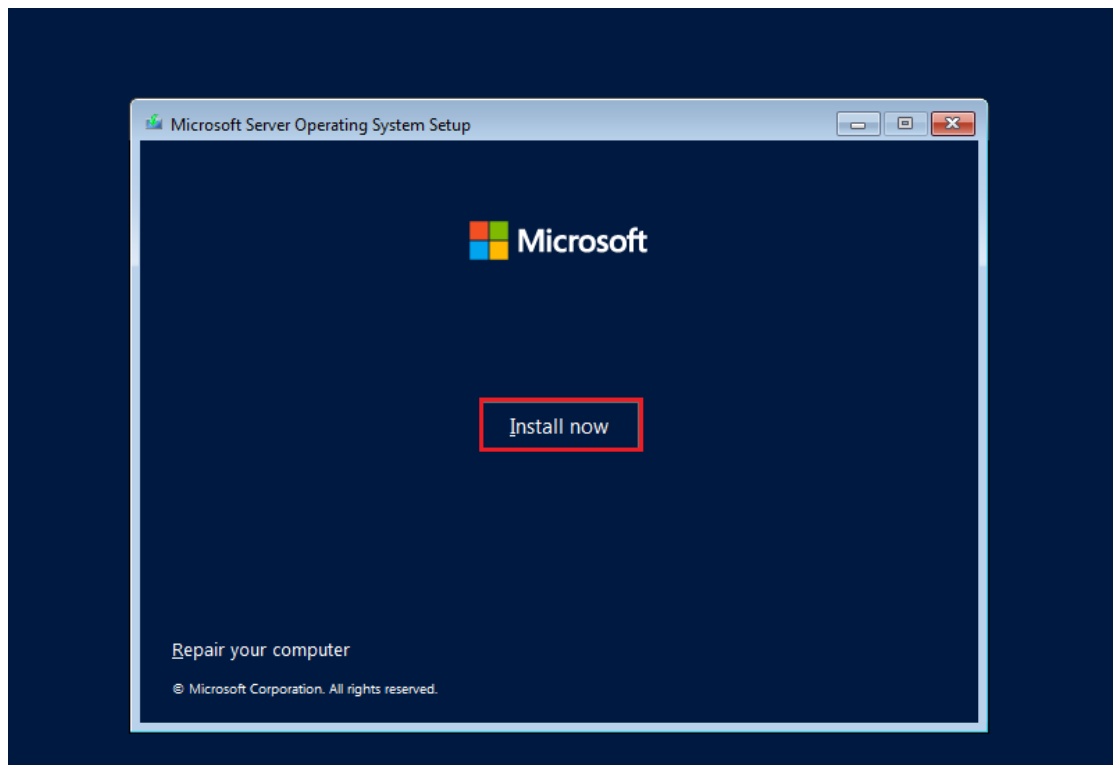 Microsoft Server Operating System Setup
Microsoft
Install now
Repair your computer
© Microsoft Corporation. All rights reserved.